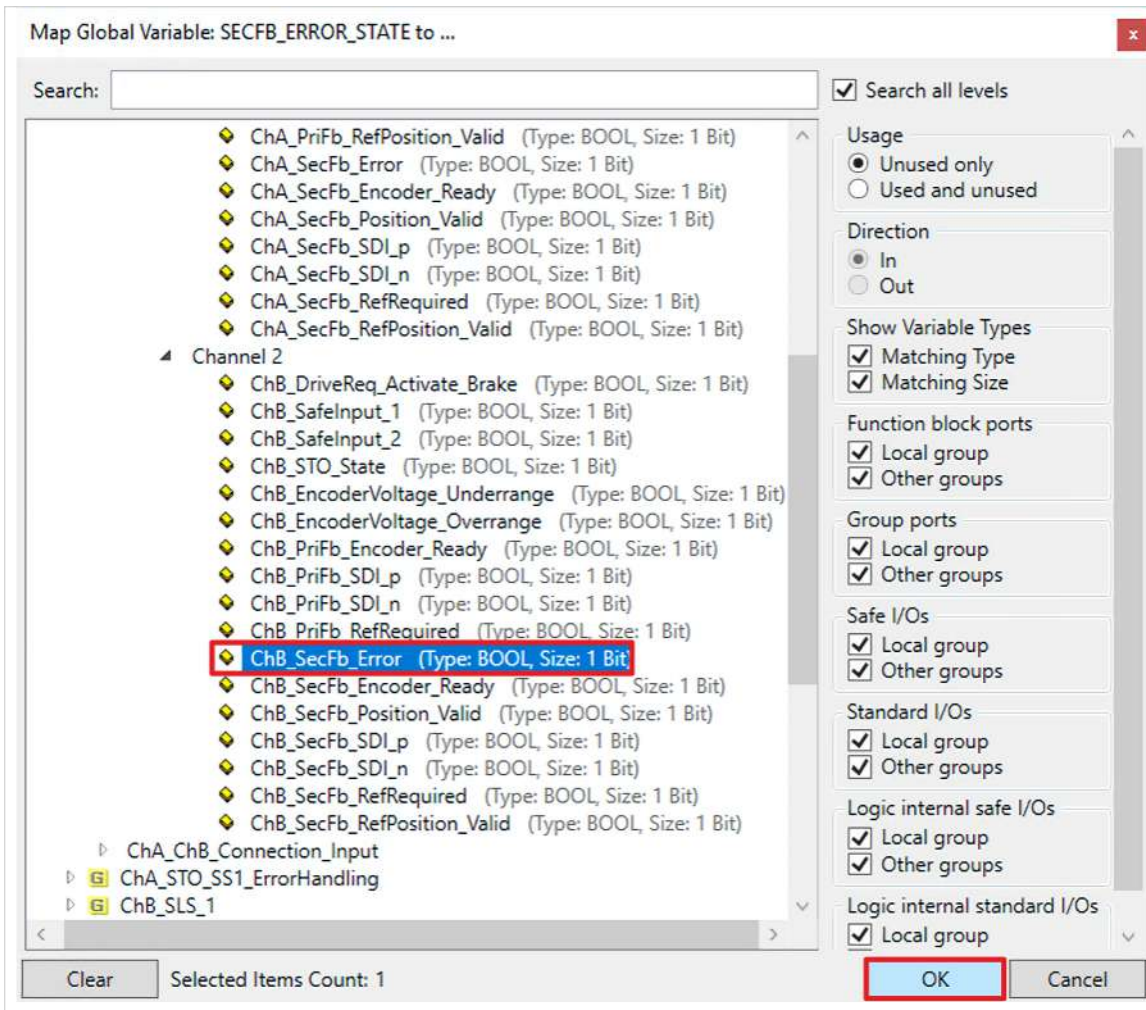 Map Global Variable: SECFB_ERROR_STATE to ...
x
Search:
Search all levels
ChA_PriFb_RefPosition_Valid (Type: BOOL, Size: 1 Bit)
ChA_SecFb_Error (Type: BOOL, Size: 1 Bit)
ChA_SecFb_Encoder_Ready (Type: BOOL, Size: 1 Bit)
ChA_SecFb_Position_Valid (Type: BOOL, Size: 1 Bit)
ChA_SecFb_SDI_p (Type: BOOL, Size: 1 Bit)
ChA_SecFb_SDI_n (Type: BOOL, Size: 1 Bit)
ChA_SecFb_RefRequired (Type: BOOL, Size: 1 Bit)
ChA_SecFb_RefPosition_Valid (Type: BOOL, Size: 1 Bit)
Channel 2
ChB_DriveReq_Activate_Brake (Type: BOOL, Size: 1 Bit)
ChB_SafeInput_1 (Type: BOOL, Size: 1 Bit)
ChB_SafeInput_2 (Type: BOOL, Size: 1 Bit)
ChB_STO_State (Type: BOOL, Size: 1 Bit)
ChB_EncoderVoltage_Underrange (Type: BOOL, Size: 1 Bit)
ChB_EncoderVoltage_Overrange (Type: BOOL, Size: 1 Bit)
ChB_PriFb_Encoder_Ready (Type: BOOL, Size: 1 Bit)
ChB_PriFb_SDI_p (Type: BOOL, Size: 1 Bit)
ChB_PriFb_SDI_n (Type: BOOL, Size: 1 Bit)
ChB_PriFb_RefRequired (Type: BOOL, Size: 1 Bit)
ChB_SecFb_Error (Type: BOOL, Size: 1 Bit
ChB_SecFb_Encoder_Ready (Type: BOOL, Size: 1 Bit)
ChB_SecFb_Position_Valid (Type: BOOL, Size: 1 Bit)
ChB_SecFb_SDI_p (Type: BOOL, Size: 1 Bit)
ChB_SecFb_SDI_n (Type: BOOL, Size: 1 Bit)
ChB_SecFb_RefRequired (Type: BOOL, Size: 1 Bit)
ChB_SecFb_RefPosition_Valid (Type: BOOL, Size: 1 Bit)
ChA_ChB_Connection_Input
G ChA_STO_SS1_ErrorHandling
G ChB_SLS_1
Usage
Unused only
Used and unused
Direction
In
Out
Show Variable Types
Matching Type
Matching Size
Function block ports
Local group
Other groups
Group ports
Local group
Other groups
Safe I/Os
Local group
Other groups
Standard I/Os
Local group
Other groups
Logic internal safe I/Os
Local group
Other groups
Logic internal standard I/Os
Local group
Clear
Selected Items Count: 1
OK
Cancel